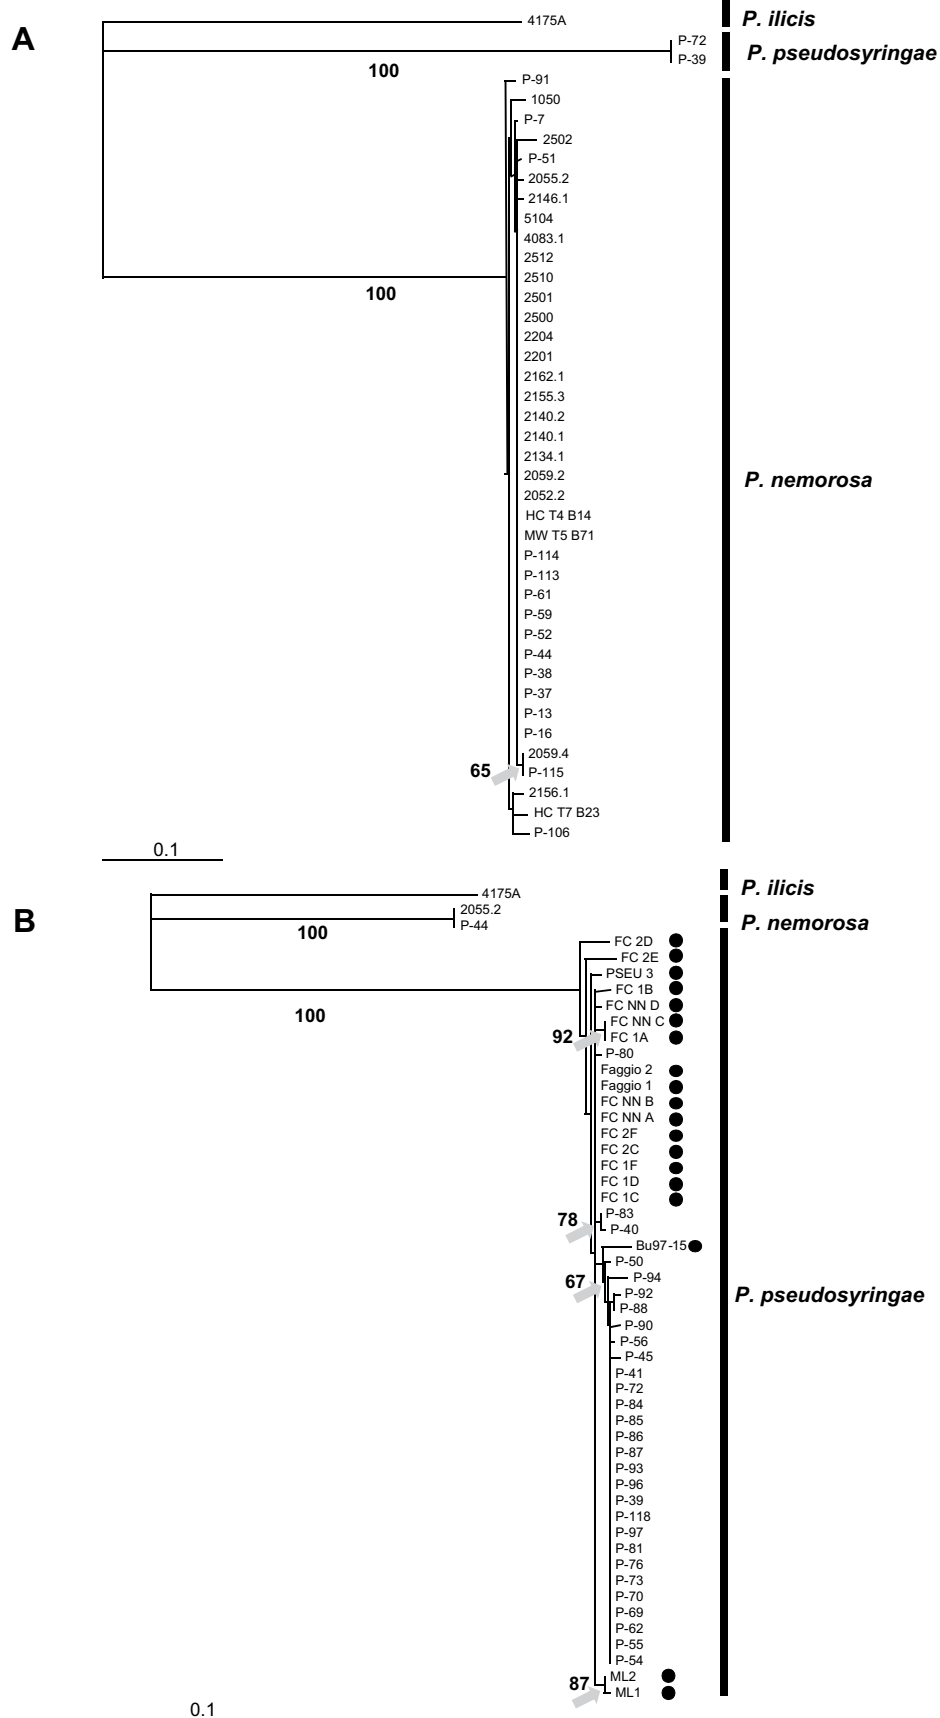 A
4175A
P. ilicis
P-72
P-39
P. pseudosyringae
100
P-91
1050
P-7
2502
P-51
2055.2
2146.1
5104
4083.1
2512
2510
100
2501
2500
2204
2201
2162.1
2155.3
2140.2
2140.1
2134.1
2059.2
P. nemorosa
2052.2
HC T4 B14
MW T5 B71
P-114
P-113
P-61
P-59
P-52
P-44
P-38
P-37
P-13
P-16
2059.4
65
P-115
2156.1
HC T7 B23
P-106
0.1
B
4175A
P. ilicis
2055.2
P-44
P. nemorosa
100
FC 2D
FC 2E
PSEU 3
FC 1B
FC NN D
100
FC NN C
92
FC 1A
P-80
Faggio 2
Faggio 1
FC NN B
FC NN A
FC 2F
FC 2C
FC 1F
FC 1D
FC 1C
P-83
78
P-40
Bu97-15
P-50
P-94
67
P-92
P. pseudosyringae
P-88
P-90
P-56
P-45
P-41
P-72
P-84
P-85
P-86
P-87
P-93
P-96
P-39
P-118
P-97
P-81
P-76
P-73
P-70
P-69
P-62
P-55
P-54
ML2
87
ML1
0.1